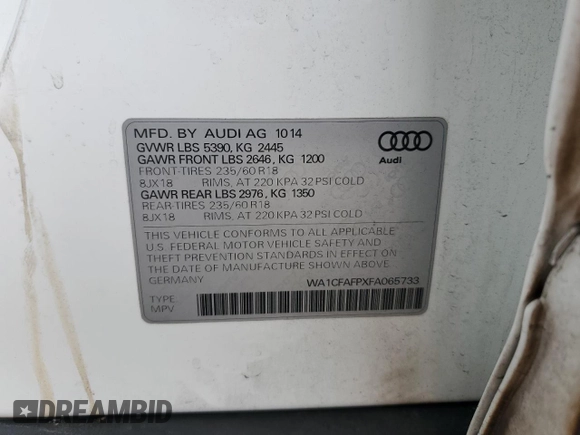 MFD. BY AUDI AG 1014
GVWR LBS 5390, KG 2445
GAWR FRONT LBS 2646, KG 1200
FRONT-TIRES 235/60 R18
8JX18 RIMS, AT 220 KPA 32 PSI COLD
GAWR REAR LBS 2976, KG 1350
REAR-TIRES 235/60 R18
8JX18 RIMS, AT 220 KPA 32 PSI COLD
Audi
THIS VEHICLE CONFORMS TO ALL APPLICABLE
U.S. FEDERAL MOTOR VEHICLE SAFETY AND
THEFT PREVENTION STANDARDS IN EFFECT ON
THE DATE OF MANUFACTURE SHOWN ABOVE
GERMANY WA1CFAFPXFA065733
TYPE:
MPV
DREAMBID